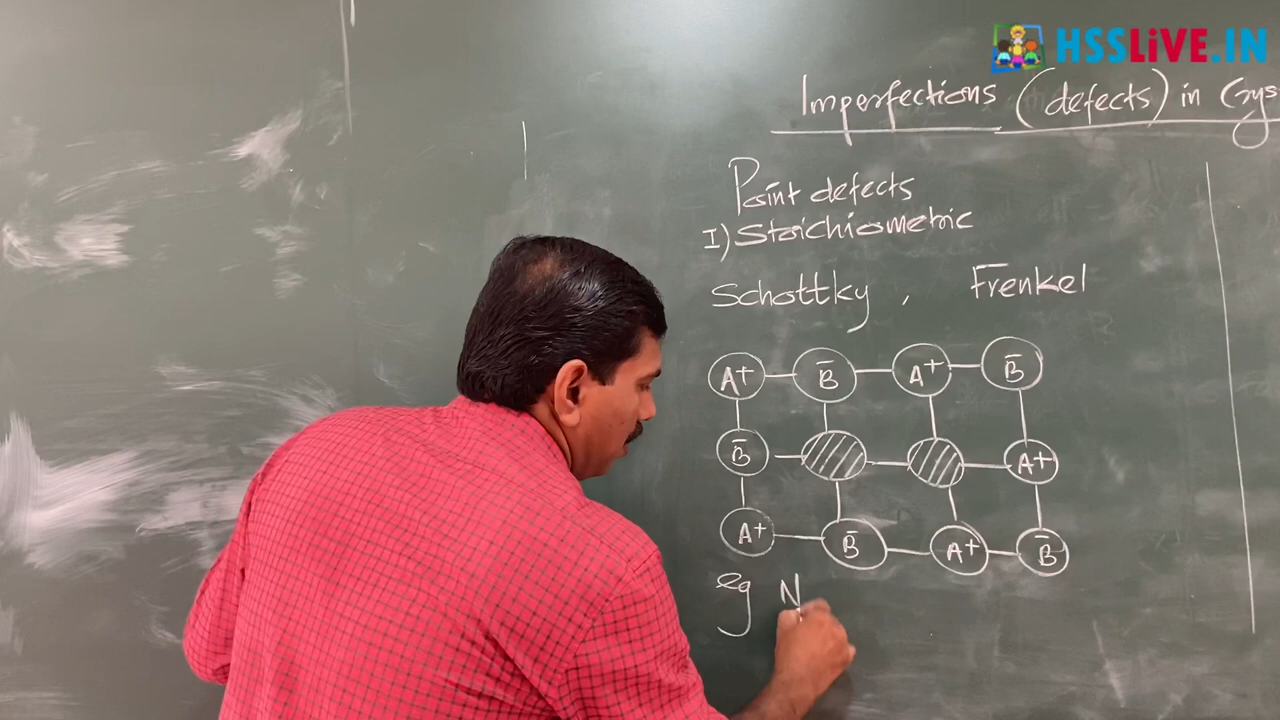 HSSLiVE.IN
Imperfections (defects) in Crys
Point defects
I) Stoichiometric
Schottky , Frenkel
A+ B̄ A+ B̄
B̄ A+
A+ B̄ A+ B̄
eg N